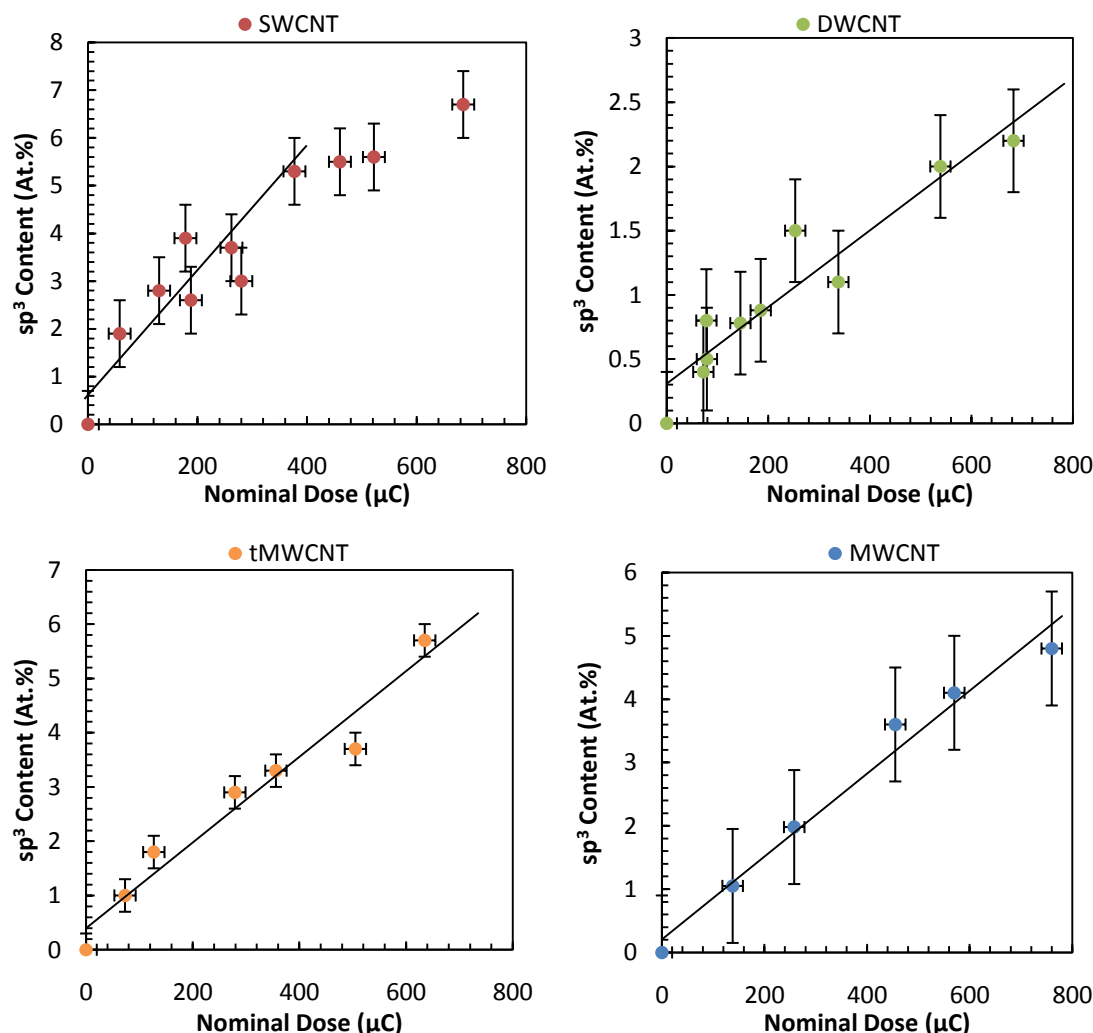 SWCNT
8
7
6
5
4
3
2
1
0
sp³ Content (At.%)
0 200 400 600 800
Nominal Dose (µC)
DWCNT
3
2.5
2
1.5
1
0.5
0
sp³ Content (At.%)
0 200 400 600 800
Nominal Dose (µC)
tMWCNT
7
6
5
4
3
2
1
0
sp³ Content (At.%)
0 200 400 600 800
Nominal Dose (µC)
MWCNT
6
5
4
3
2
1
0
sp³ Content (At.%)
0 200 400 600 800
Nominal Dose (µC)